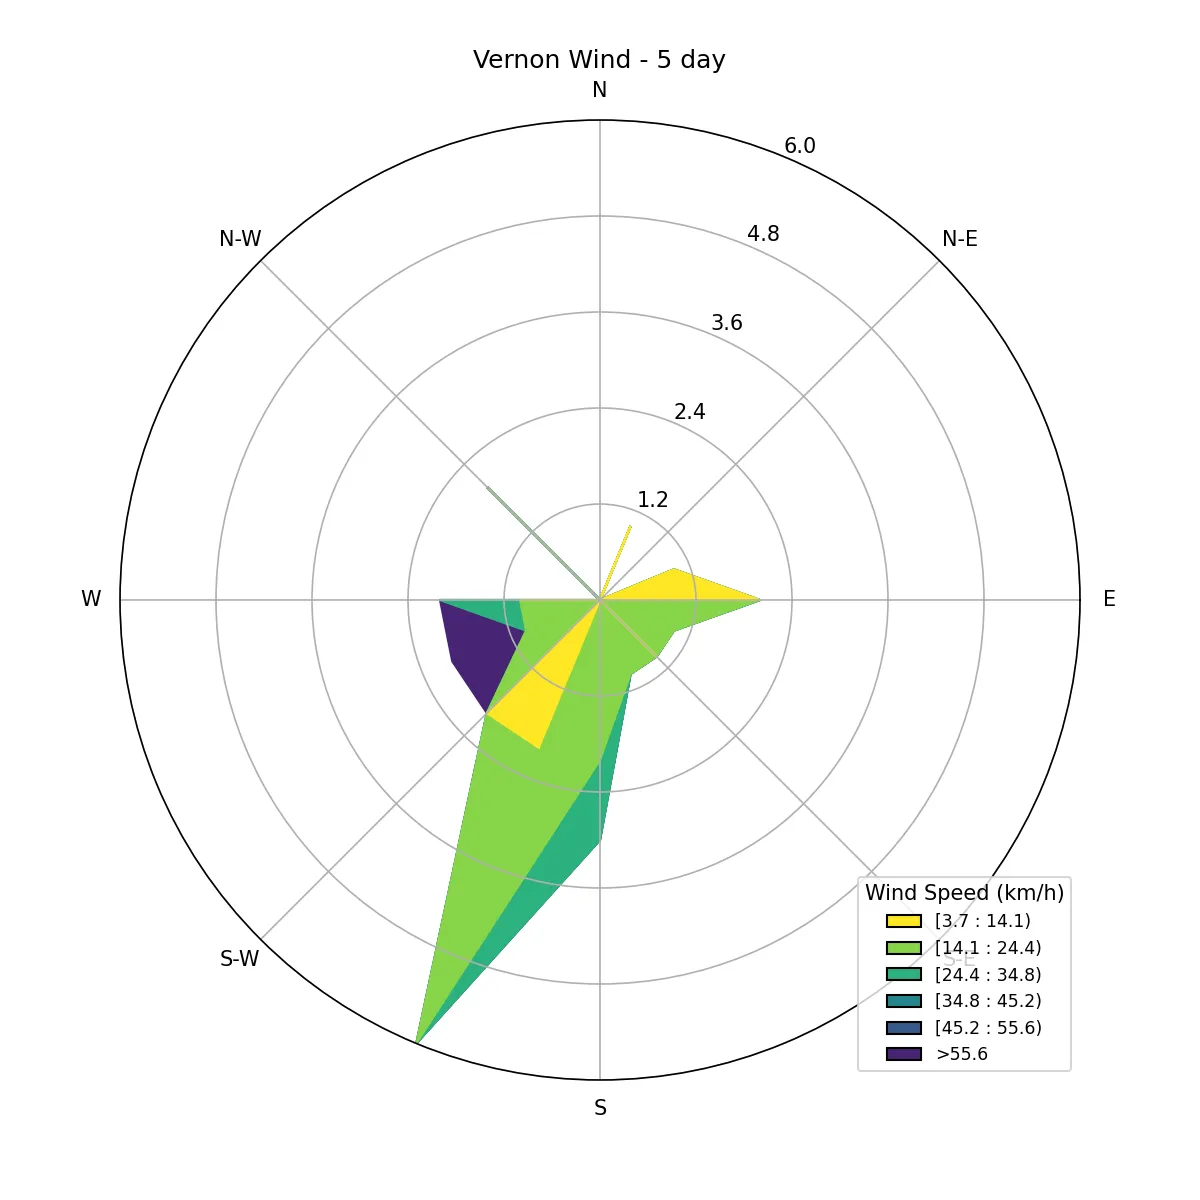 Vernon Wind - 5 day
N
6.0
N-W
4.8
N-E
3.6
2.4
1.2
W
E
Wind Speed (km/h)
[3.7 : 14.1)
[14.1 : 24.4)
S-W
S-E
[24.4 : 34.8)
[34.8 : 45.2)
[45.2 : 55.6)
>55.6
S